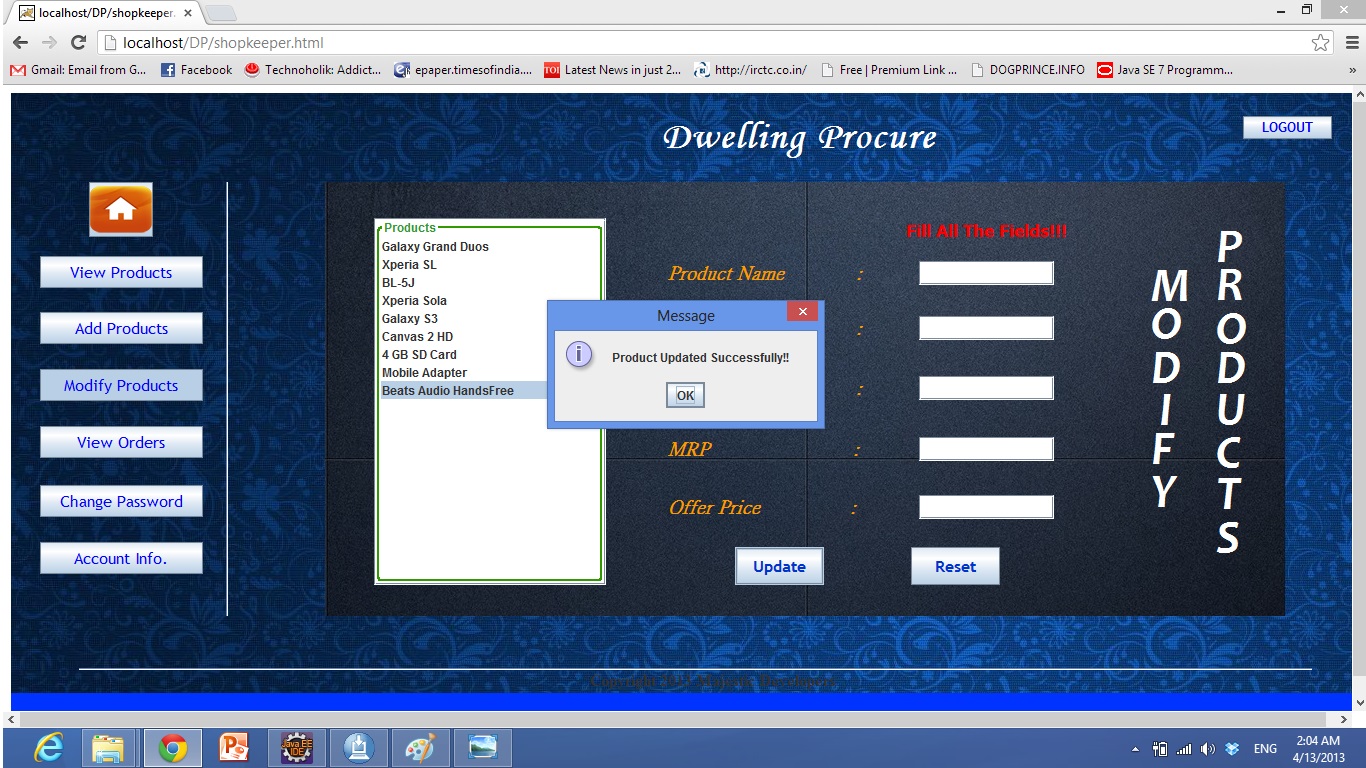 localhost/DP/shopkeeper.
localhost/DP/shopkeeper.html
Gmail: Email from G...
Facebook
Technoholik: Addict...
epaper.timesofindia....
TOI
Latest News in just 2...
http://irctc.co.in/
Free | Premium Link ...
DOGPRINCE.INFO
Java SE 7 Programm...
»
Dwelling Procure
LOGOUT
View Products
Add Products
Modify Products
View Orders
Change Password
Account Info.
Products
Galaxy Grand Duos
Xperia SL
BL-5J
Xperia Sola
Galaxy S3
Canvas 2 HD
4 GB SD Card
Mobile Adapter
Beats Audio HandsFree
Fill All The Fields!!!
Product Name :
:
:
MRP :
Offer Price :
Update
Reset
Message
Product Updated Successfully!!
OK
MODIFY
PRODUCTS
Java EE
IDE
ENG
2:04 AM
4/13/2013